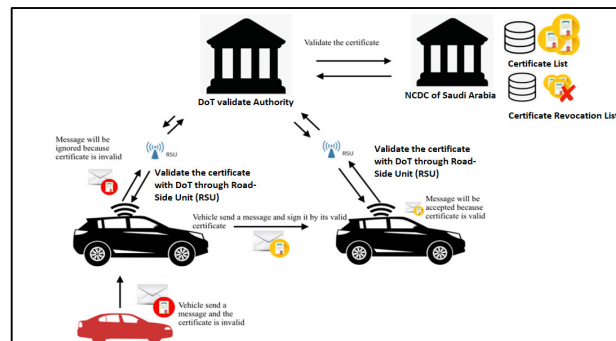 Validate the certificate
DoT validate Authority
NCDC of Saudi Arabia
Certificate List
Certificate Revocation List
Message will be
ignored because
certificate is invalid
RSU
Validate the certificate
with DoT through Road-
Side Unit (RSU)
RSU
Validate the certificate
with DoT through Road-
Side Unit (RSU)
Message will be
accepted because
certificate is valid
Vehicle send a message and sign it by its valid
certificate
Vehicle send a
message and the
certificate is invalid